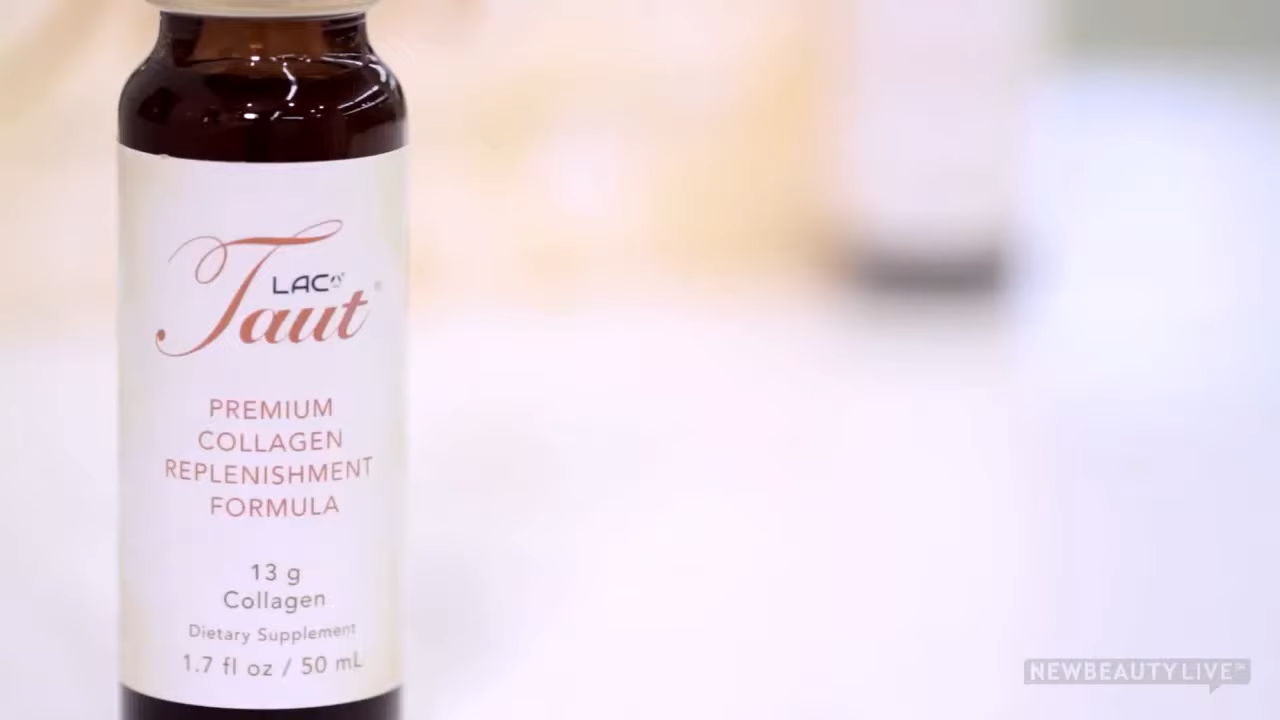 LAC
Taut
PREMIUM
COLLAGEN
REPLENISHMENT
FORMULA
13 g
Collagen
Dietary Supplement
1.7 fl oz / 50 mL
NEWBEAUTYLIVE